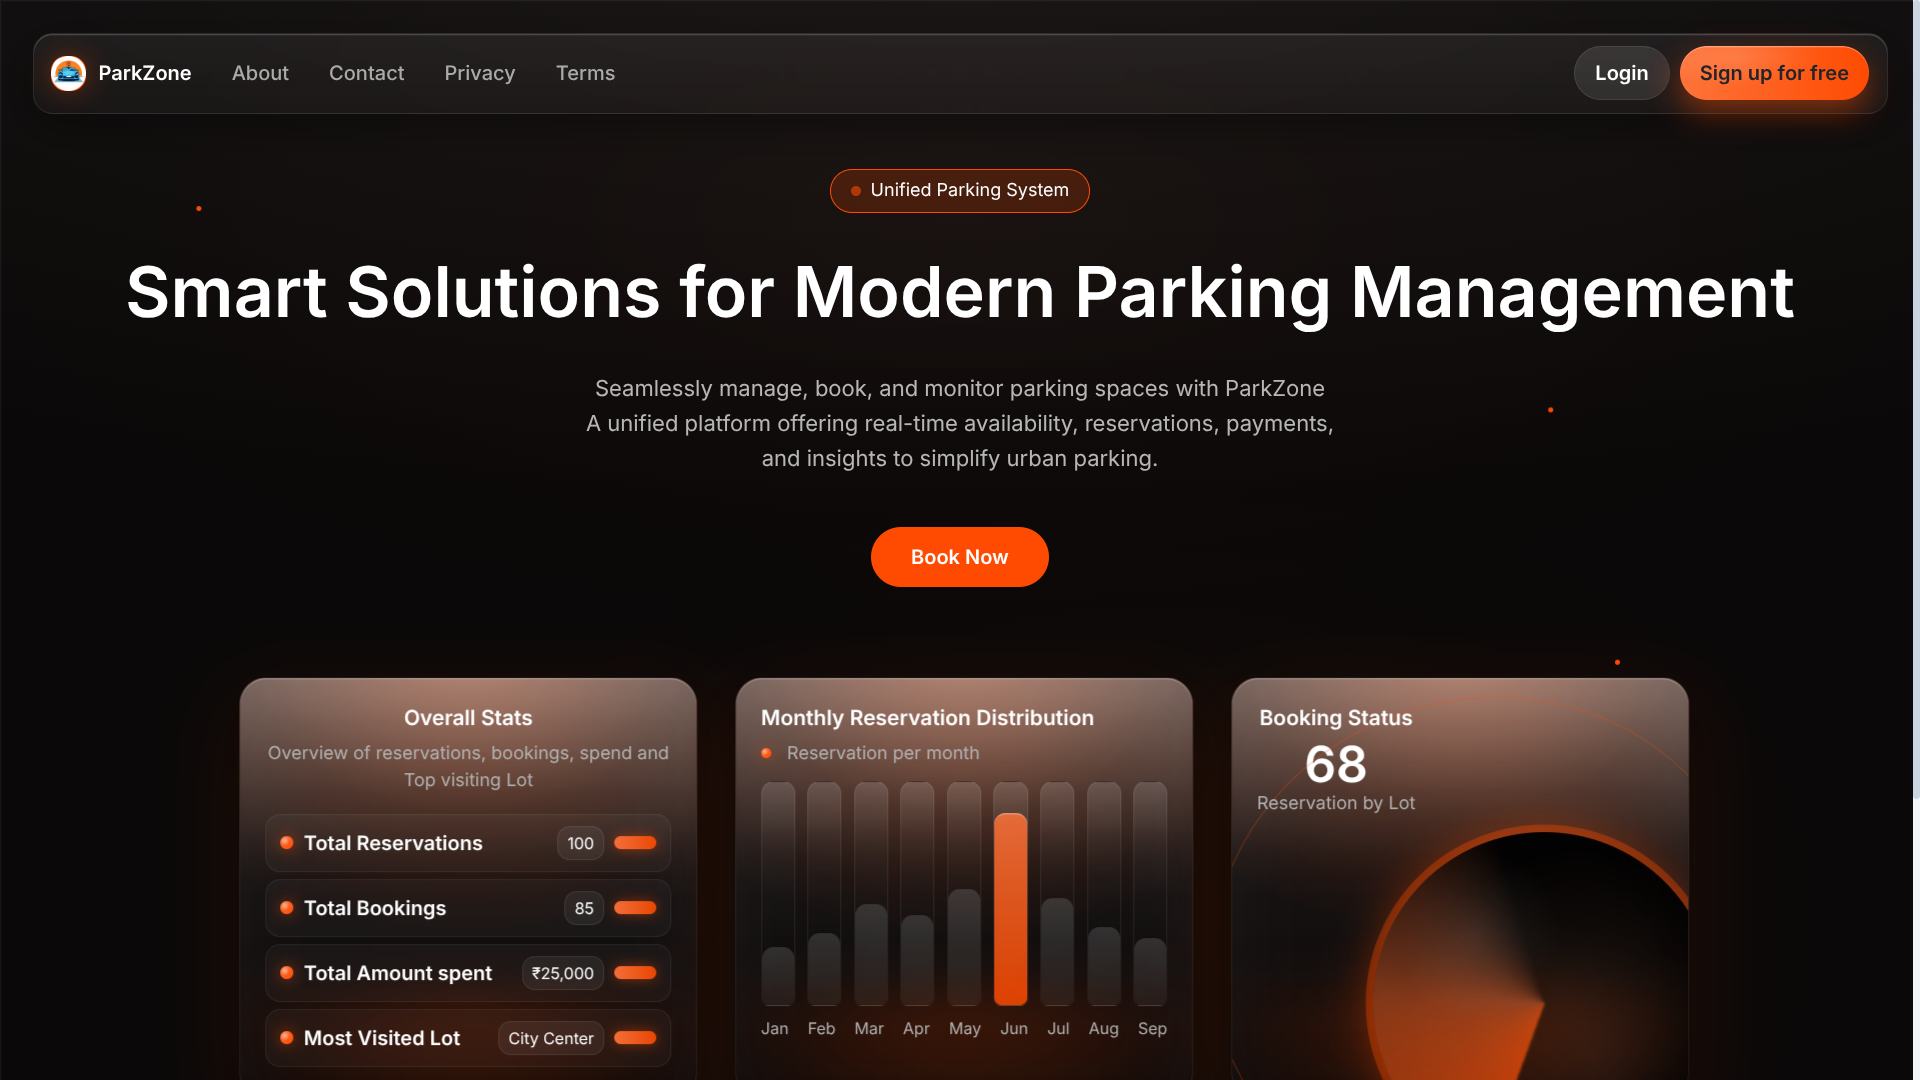 ParkZone
About
Contact
Privacy
Terms
Login
Sign up for free
Unified Parking System
Smart Solutions for Modern Parking Management
Seamlessly manage, book, and monitor parking spaces with ParkZone
A unified platform offering real-time availability, reservations, payments,
and insights to simplify urban parking.
Book Now
Overall Stats
Overview of reservations, bookings, spend and
Top visiting Lot
Total Reservations
100
Total Bookings
85
Total Amount spent
₹25,000
Most Visited Lot
City Center
Monthly Reservation Distribution
Reservation per month
Jan Feb Mar Apr May Jun Jul Aug Sep
Booking Status
68
Reservation by Lot